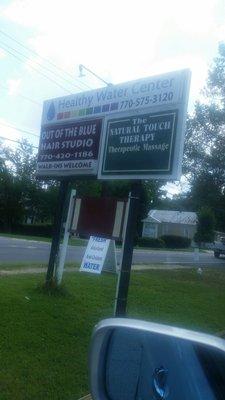 Healthy Water Center
770-575-3120
OUT OF THE BLUE
HAIR STUDIO
770-420-1186
WALK-INS WELCOME
The
NATURAL TOUCH
THERAPY
Therapeutic Massage
WATER